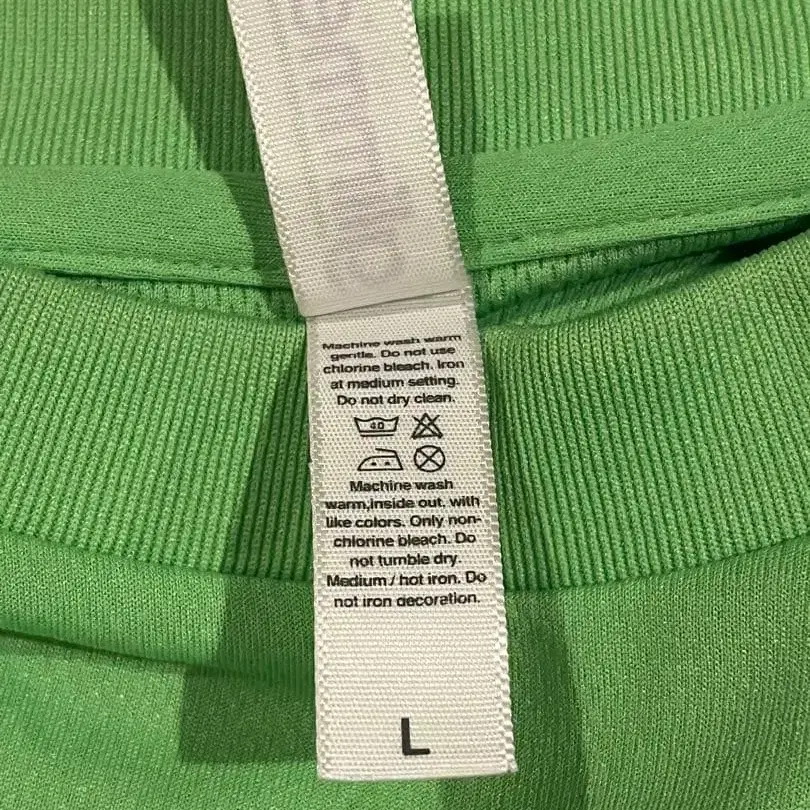 Machine wash warm
gentle. Do not use
chlorine bleach. Iron
at medium setting.
Do not dry clean.
40
Machine wash
warm,inside out, with
like colors. Only non-
chlorine bleach. Do
not tumble dry.
Medium / hot iron. Do
not iron decoration.
L